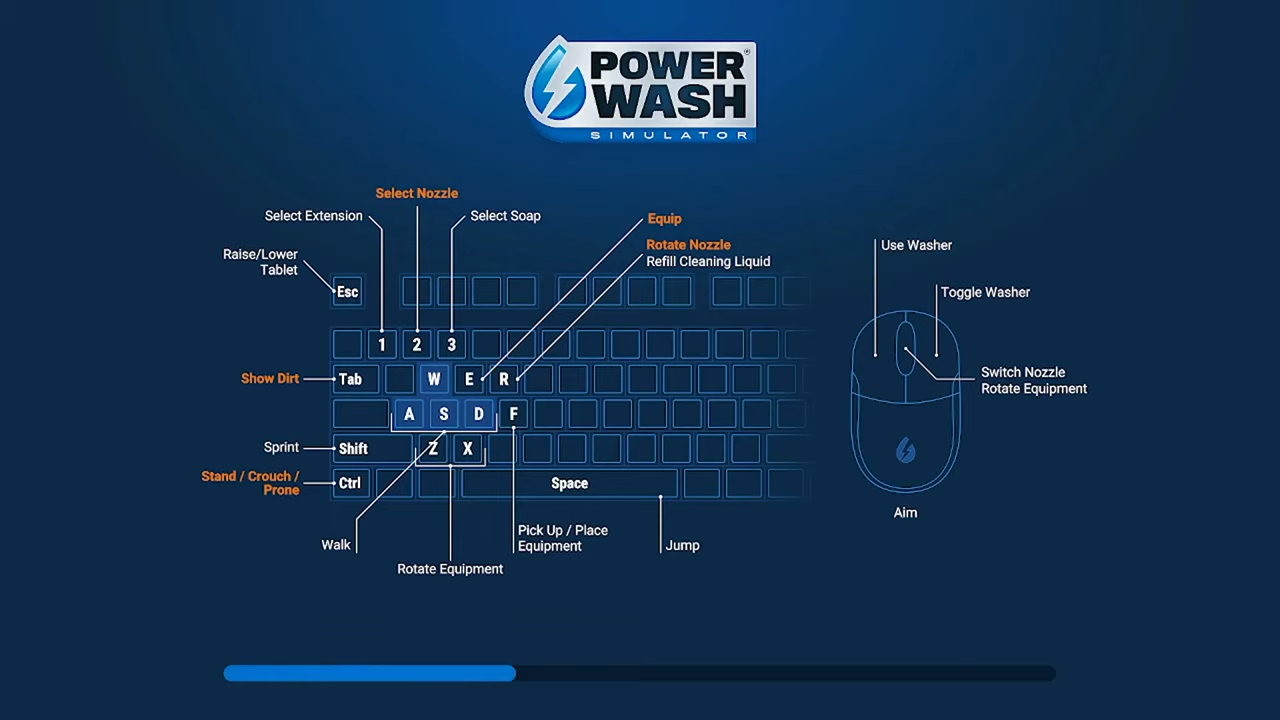 POWER
WASH
SIMULATOR
Select Nozzle
Select Extension
Select Soap
Equip
Rotate Nozzle
Refill Cleaning Liquid
Raise/Lower
Tablet
Use Washer
Toggle Washer
Esc
1 2 3
Show Dirt
Tab W E R
Switch Nozzle
Rotate Equipment
A S D F
Sprint
Shift Z X
Stand / Crouch /
Prone
Ctrl Space
Aim
Walk
Pick Up / Place
Equipment
Jump
Rotate Equipment